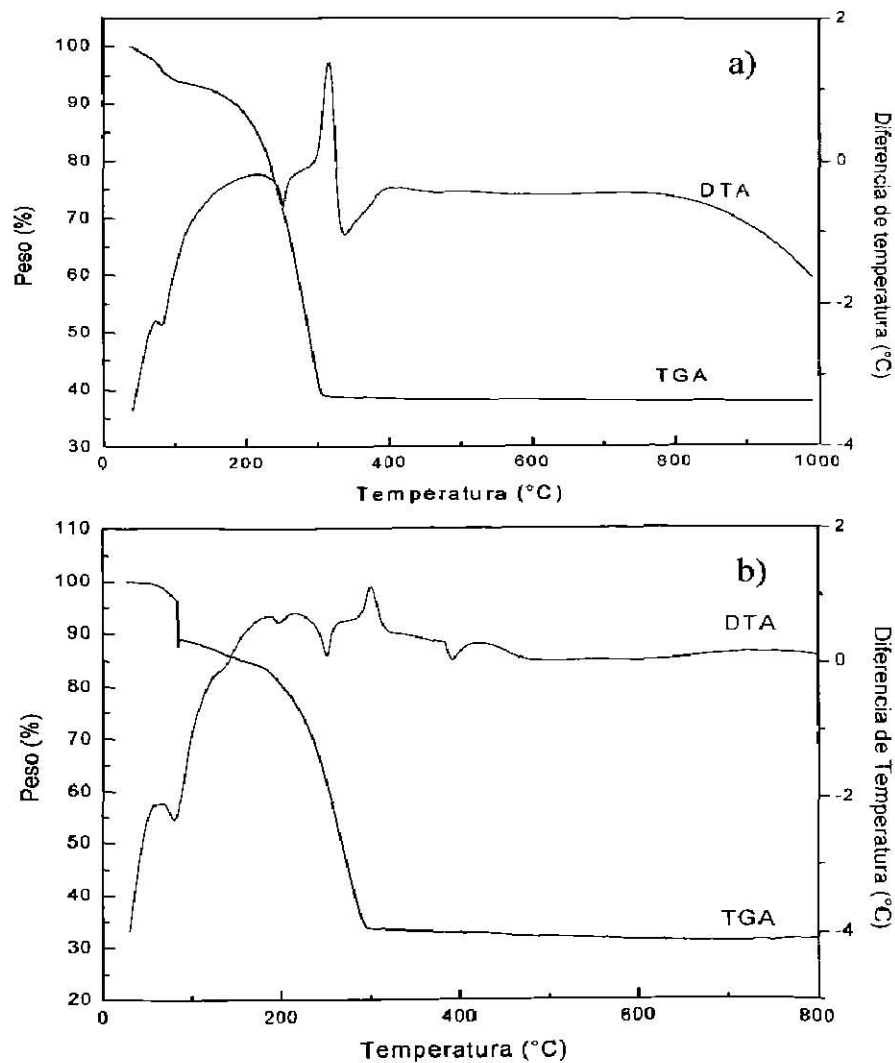 100
90
80
70
60
50
40
30
Peso (%)
a)
DTA
TGA
2
0
-2
-4
Diferencia de temperatura (°C)
0 200 400 600 800 1000
Temperatura (°C)
110
100
90
80
70
60
50
40
30
20
Peso (%)
b)
DTA
TGA
2
0
-2
-4
Diferencia de Temperatura (°C)
0 200 400 600 800
Temperatura (°C)